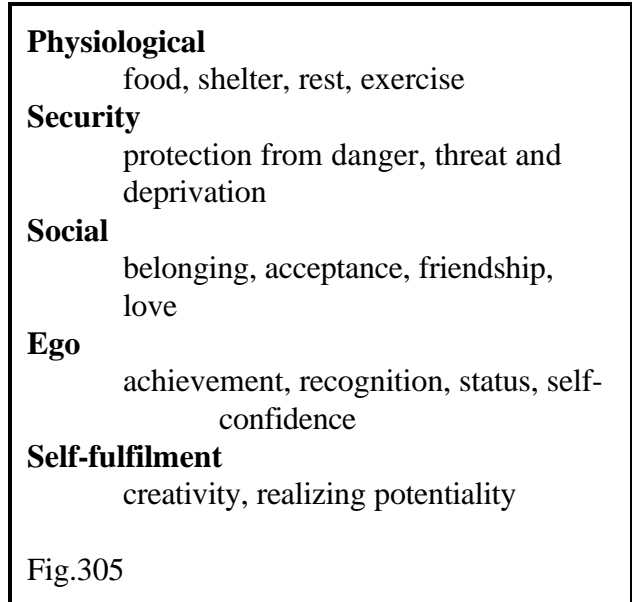 Physiological
food, shelter, rest, exercise
Security
protection from danger, threat and
deprivation
Social
belonging, acceptance, friendship,
love
Ego
achievement, recognition, status, self-
confidence
Self-fulfilment
creativity, realizing potentiality
Fig.305